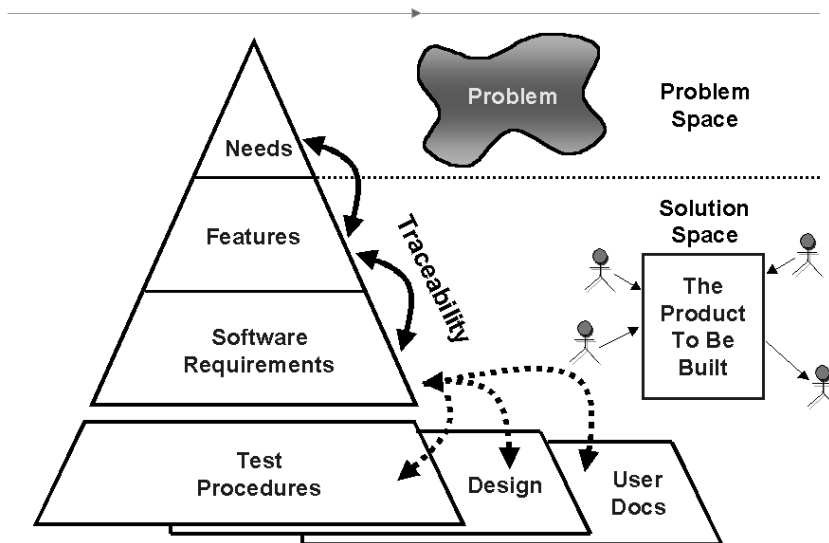 Problem
Problem
Space
Needs
Features
Traceability
Solution
Space
The
Product
To Be
Built
Software
Requirements
Test
Procedures
Design
User
Docs